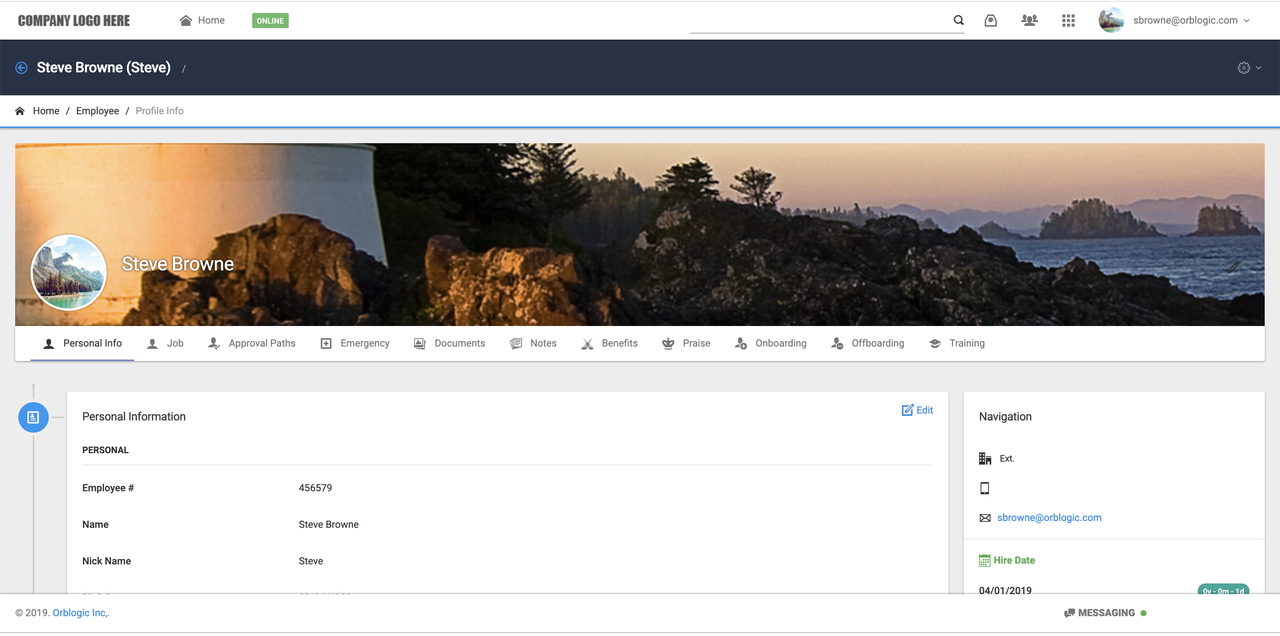 COMPANY LOGO HERE
Home
ONLINE
sbrowne@orblogic.com
Steve Browne (Steve) /
Home / Employee / Profile Info
Steve Browne
Personal Info Job Approval Paths Emergency Documents Notes Benefits Praise Onboarding Offboarding Training
Personal Information
Edit
PERSONAL
Employee # 456579
Name Steve Browne
Nick Name Steve
Navigation
Ext.
sbrowne@orblogic.com
Hire Date
04/01/2019 0y - 0m - 1d
© 2019. Orblogic Inc,.
MESSAGING